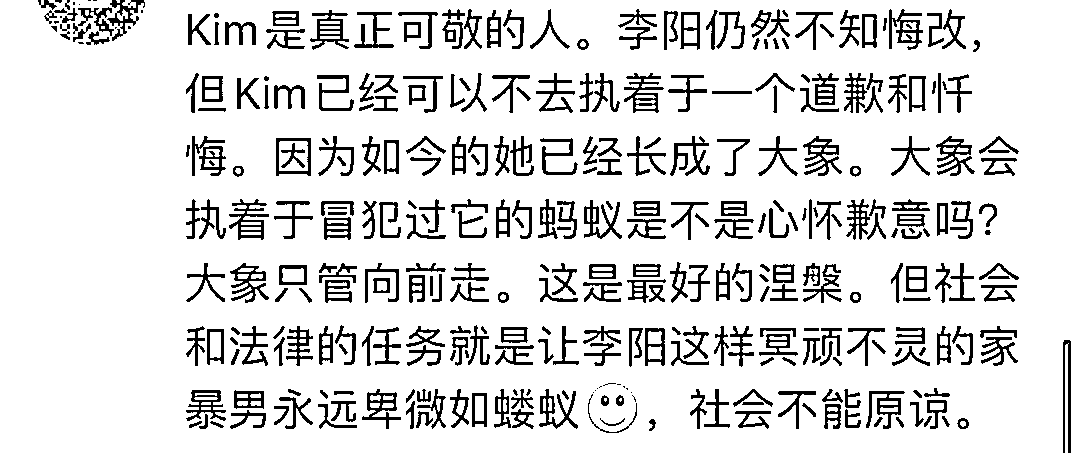 Kim是真正可敬的人。李阳仍然不知悔改，
但Kim已经可以不去执着于一个道歉和忏
悔。因为如今的她已经长成了大象。大象会
执着于冒犯过它的蚂蚁是不是心怀歉意吗？
大象只管向前走。这是最好的涅槃。但社会
和法律的任务就是让李阳这样冥顽不灵的家
暴男永远卑微如蝼蚁🙂，社会不能原谅。